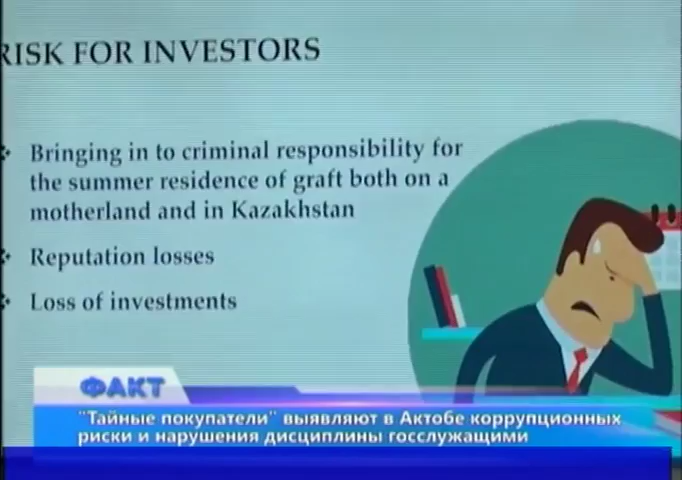 RISK FOR INVESTORS
Bringing in to criminal responsibility for
the summer residence of graft both on a
motherland and in Kazakhstan
Reputation losses
Loss of investments
ФАКТ
"Тайные покупатели" выявляют в Актобе коррупционных
риски и нарушения дисциплины госслужащими